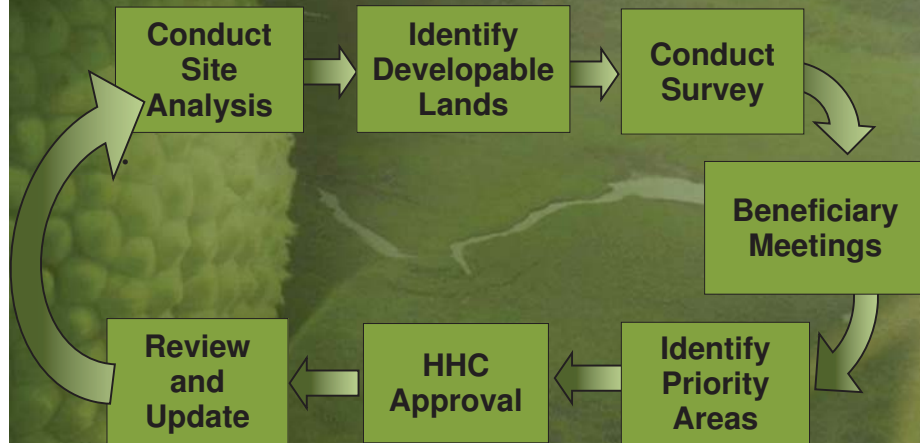 Conduct
Site
Analysis
Identify
Developable
Lands
Conduct
Survey
Beneficiary
Meetings
Identify
Priority
Areas
HHC
Approval
Review
and
Update